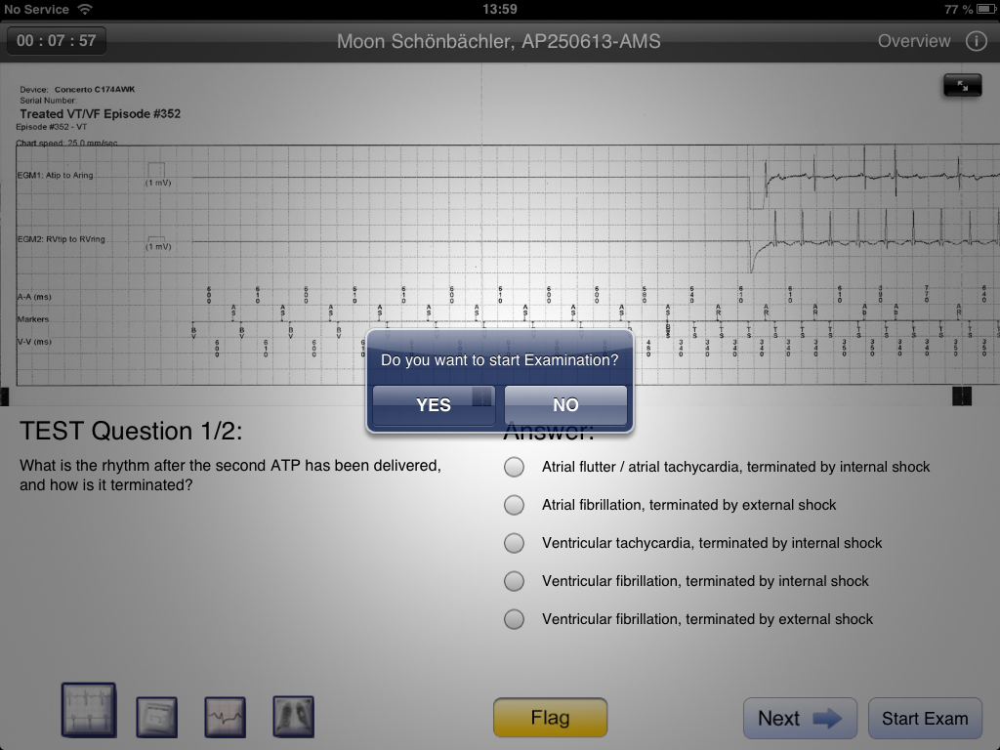 No Service
13:59
77 %
00 : 07 : 57
Moon Schönbächler, AP250613-AMS
Overview
Device: Concerto C174AWK
Serial Number:
Treated VT/VF Episode #352
Episode #352 - VT
Chart speed: 25.0 mm/sec
EGM1: Atip to Aring
(1 mV)
EGM2: RVtip to RVring
(1 mV)
A-A (ms)
Markers
V-V (ms)
Do you want to start Examination?
YES
NO
TEST Question 1/2:
What is the rhythm after the second ATP has been delivered,
and how is it terminated?
Answer:
Atrial flutter / atrial tachycardia, terminated by internal shock
Atrial fibrillation, terminated by external shock
Ventricular tachycardia, terminated by internal shock
Ventricular fibrillation, terminated by internal shock
Ventricular fibrillation, terminated by external shock
Flag
Next
Start Exam